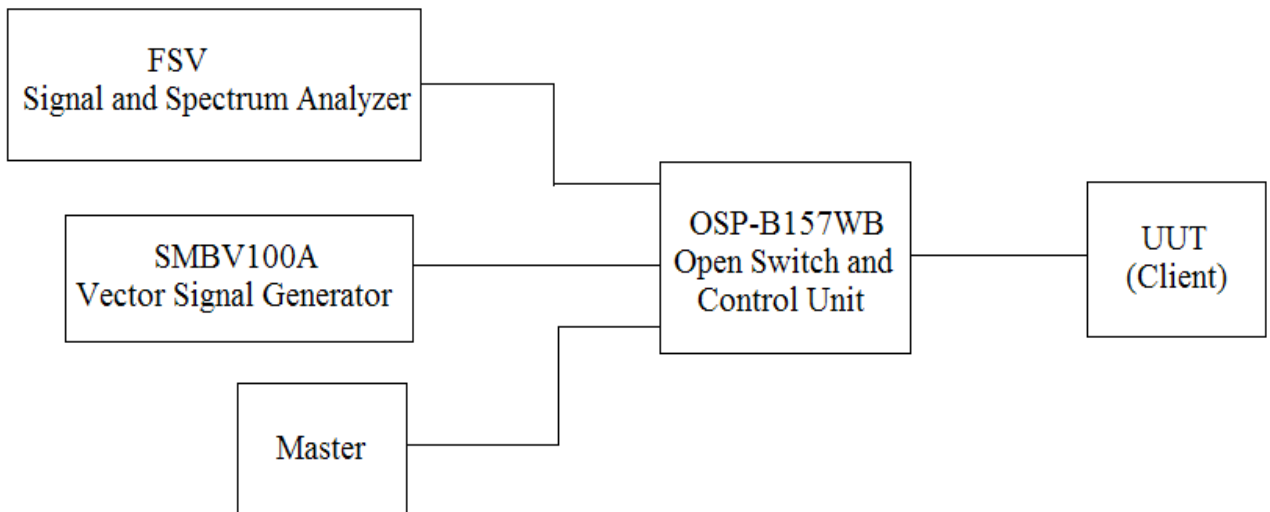 FSV
Signal and Spectrum Analyzer
SMBV100A
Vector Signal Generator
Master
OSP-B157WB
Open Switch and
Control Unit
UUT
(Client)